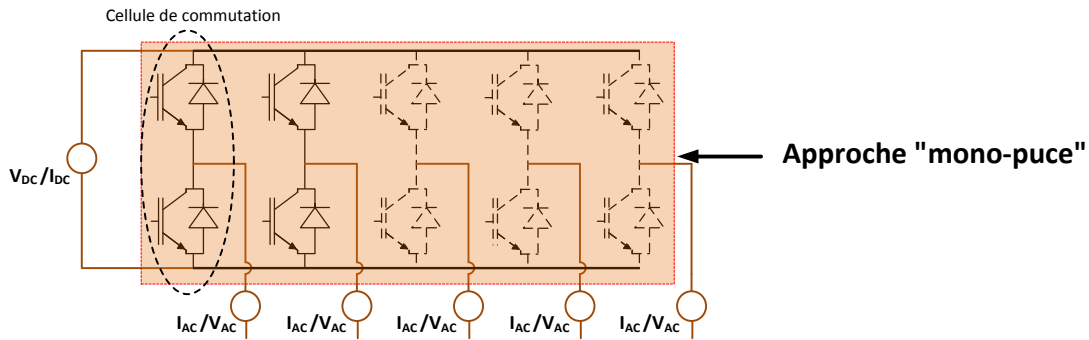 Cellule de commutation
Approche "mono-puce"
V_DC/I_DC
I_AC/V_AC I_AC/V_AC I_AC/V_AC I_AC/V_AC I_AC/V_AC